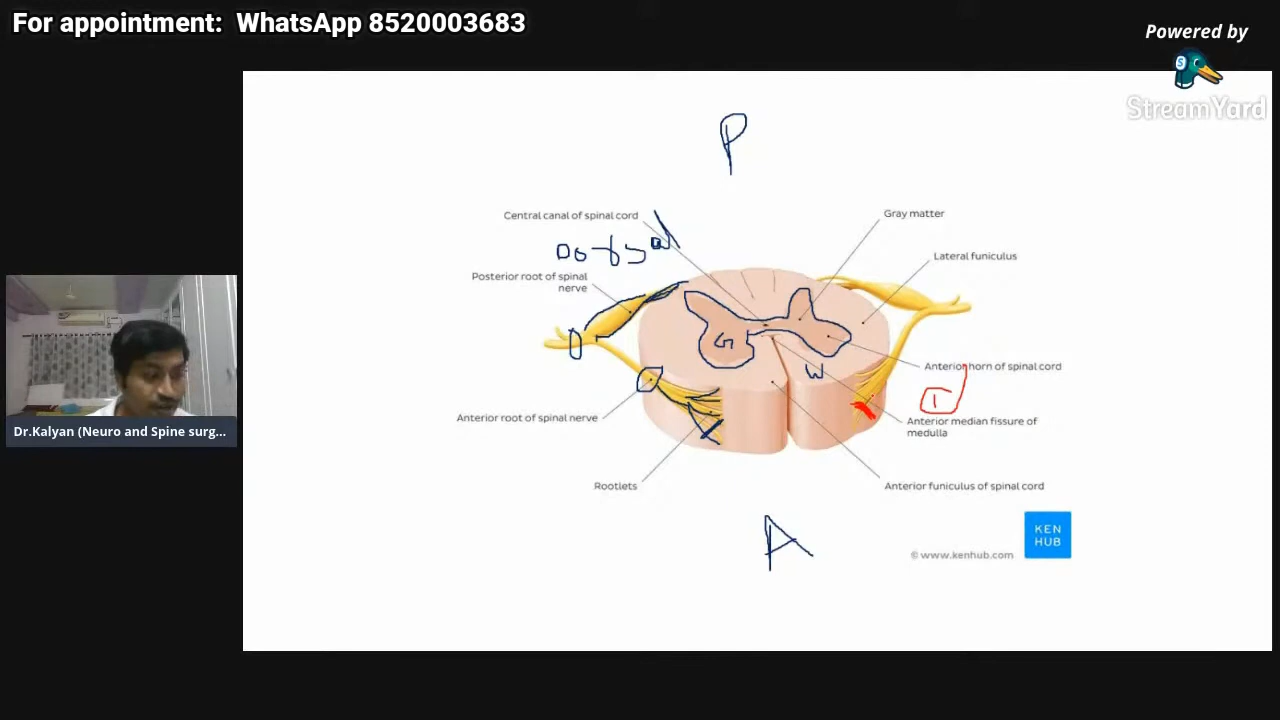 For appointment:  WhatsApp 8520003683
Powered by
S
StreamYard
P
Central canal of spinal cord
Gray matter
Dorsal
Lateral funiculus
Posterior root of spinal
nerve
G
Anterior horn of spinal cord
W
Anterior root of spinal nerve
Anterior median fissure of
medulla
Dr.Kalyan (Neuro and Spine surg...
Rootlets
Anterior funiculus of spinal cord
A
KEN
HUB
© www.kenhub.com